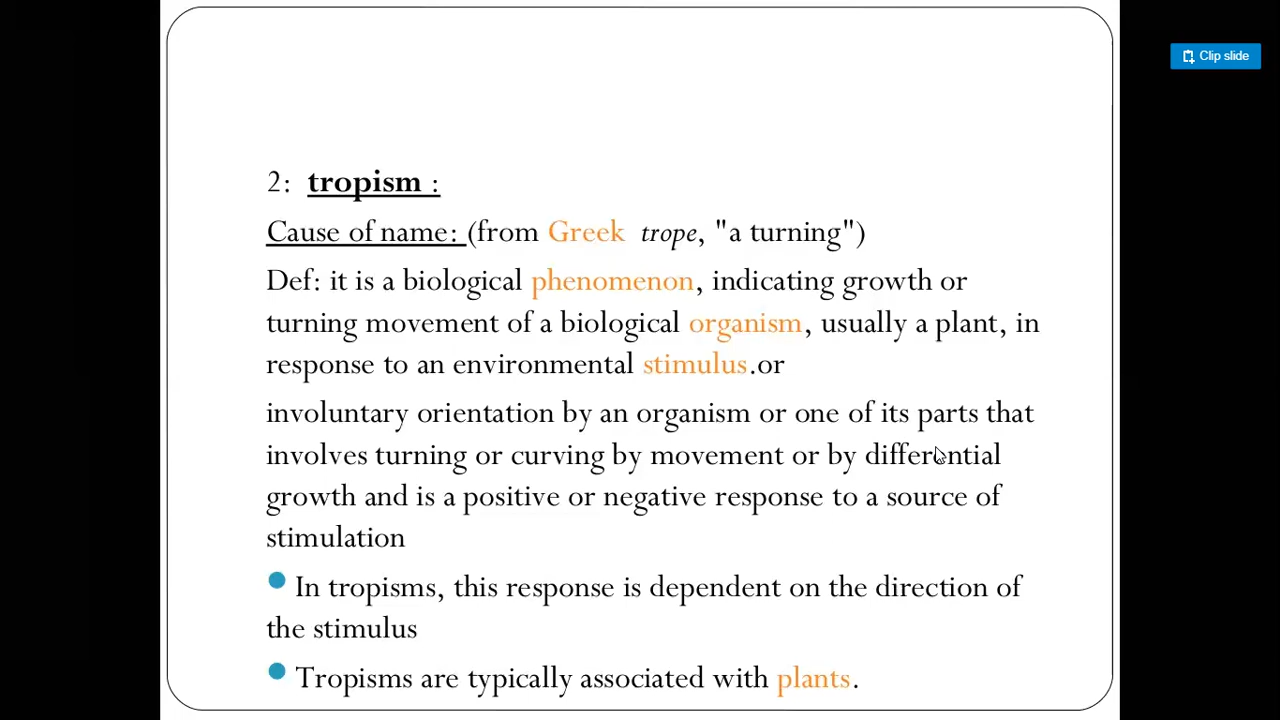 Clip slide
2: tropism :
Cause of name: (from Greek trope, "a turning")
Def: it is a biological phenomenon, indicating growth or
turning movement of a biological organism, usually a plant, in
response to an environmental stimulus.or
involuntary orientation by an organism or one of its parts that
involves turning or curving by movement or by differential
growth and is a positive or negative response to a source of
stimulation
In tropisms, this response is dependent on the direction of
the stimulus
Tropisms are typically associated with plants.